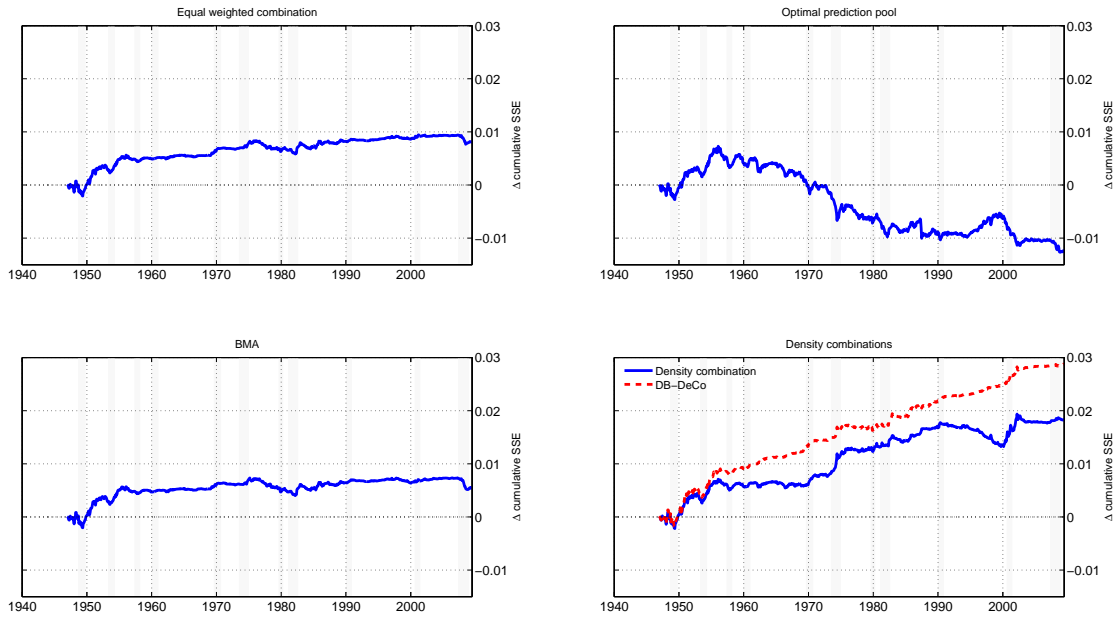 Equal weighted combination
0.03
0.02
0.01
0
−0.01
Δ cumulative SSE
1940 1950 1960 1970 1980 1990 2000
Optimal prediction pool
0.03
0.02
0.01
0
−0.01
Δ cumulative SSE
1940 1950 1960 1970 1980 1990 2000
BMA
0.03
0.02
0.01
0
−0.01
Δ cumulative SSE
1940 1950 1960 1970 1980 1990 2000
Density combinations
Density combination
DB−DeCo
0.03
0.02
0.01
0
−0.01
Δ cumulative SSE
1940 1950 1960 1970 1980 1990 2000